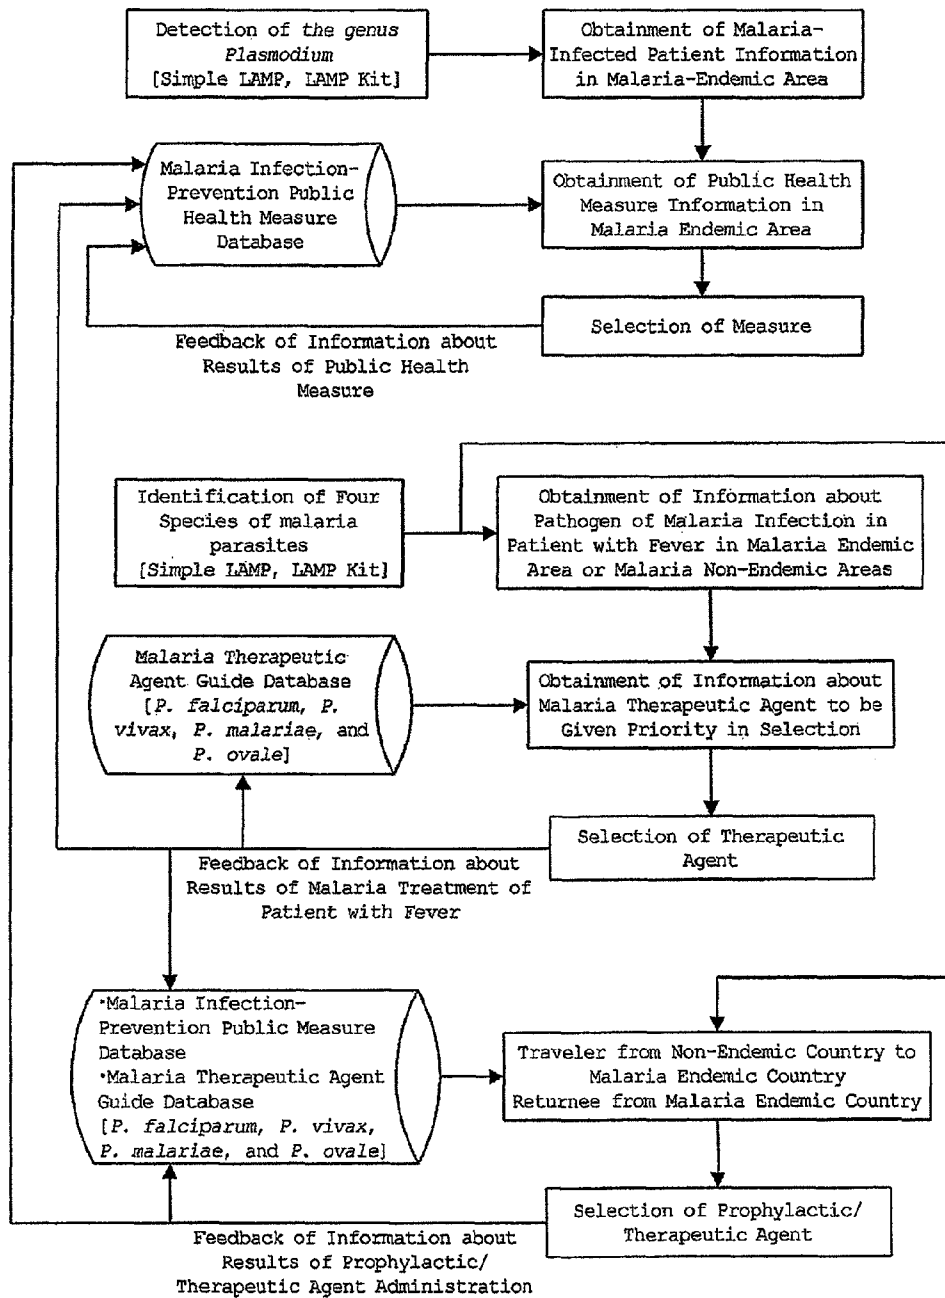 Detection of the genus
Plasmodium
[Simple LAMP, LAMP Kit]
Obtainment of Malaria-
Infected Patient Information
in Malaria-Endemic Area
Malaria Infection-
Prevention Public
Health Measure
Database
Obtainment of Public Health
Measure Information in
Malaria Endemic Area
Selection of Measure
Feedback of Information about
Results of Public Health
Measure
Identification of Four
Species of malaria
parasites
[Simple LAMP, LAMP Kit]
Obtainment of Information about
Pathogen of Malaria Infection in
Patient with Fever in Malaria Endemic
Area or Malaria Non-Endemic Areas
Malaria Therapeutic
Agent Guide Database
[P. falciparum, P.
vivax, P. malariae, and
P. ovale]
Obtainment of Information about
Malaria Therapeutic Agent to be
Given Priority in Selection
Selection of Therapeutic
Agent
Feedback of Information about
Results of Malaria Treatment of
Patient with Fever
·Malaria Infection-
Prevention Public Measure
Database
·Malaria Therapeutic Agent
Guide Database
[P. falciparum, P. vivax,
P. malariae, and P. ovale]
Traveler from Non-Endemic Country to
Malaria Endemic Country
Returnee from Malaria Endemic Country
Selection of Prophylactic/
Therapeutic Agent
Feedback of Information about
Results of Prophylactic/
Therapeutic Agent Administration